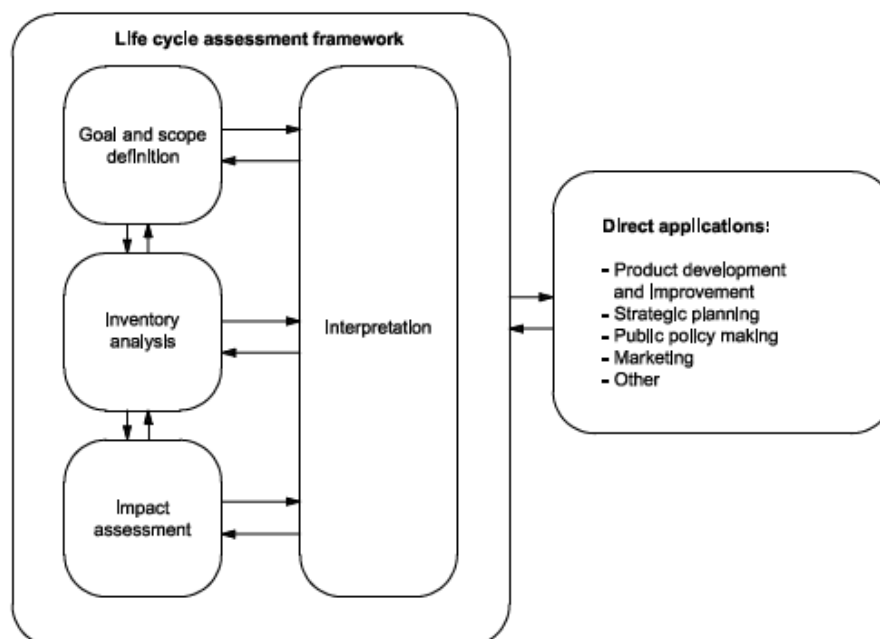 Life cycle assessment framework
Goal and scope
definition
Inventory
analysis
Impact
assessment
Interpretation
Direct applications:
- Product development
and improvement
- Strategic planning
- Public policy making
- Marketing
- Other